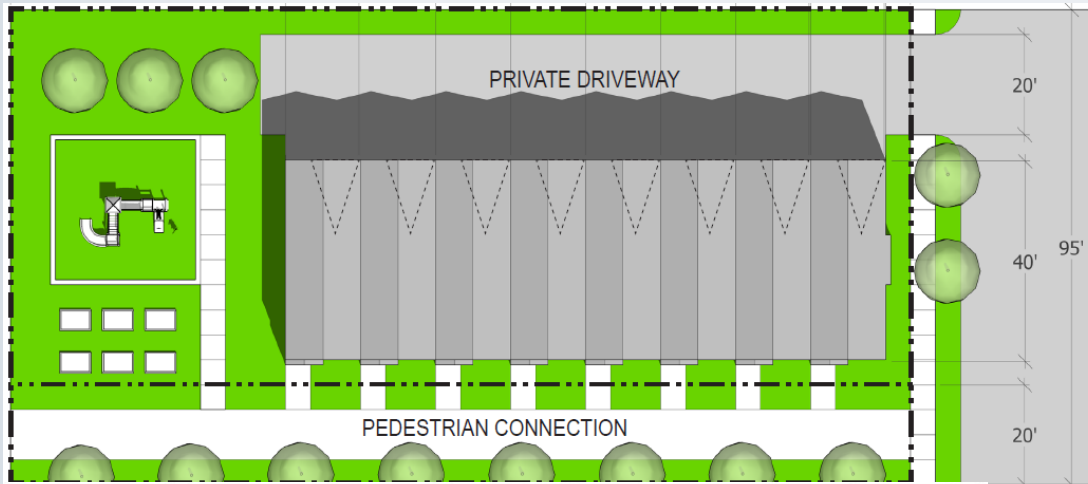 PRIVATE DRIVEWAY
20'
40'
95'
PEDESTRIAN CONNECTION
20'